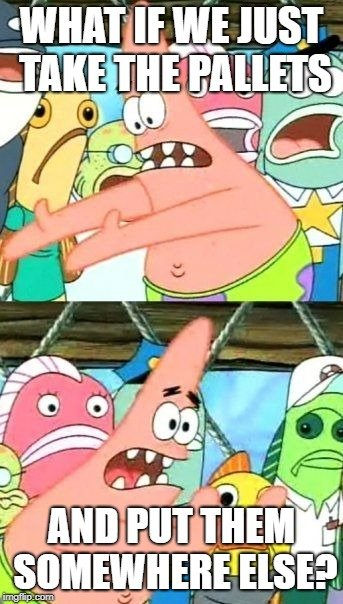 WHAT IF WE JUST
TAKE THE PALLETS
AND PUT THEM
SOMEWHERE ELSE?
imgflip.com